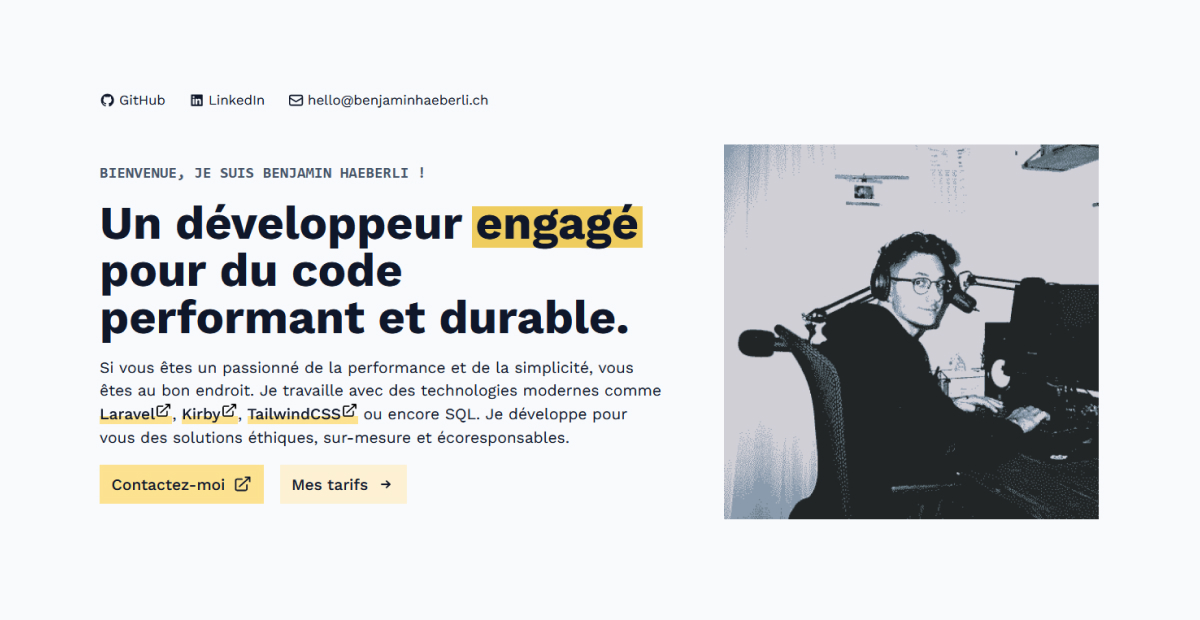 GitHub LinkedIn hello@benjaminhaeberli.ch
BIENVENUE, JE SUIS BENJAMIN HAEBERLI !
Un développeur engagé
pour du code
performant et durable.
Si vous êtes un passionné de la performance et de la simplicité, vous
êtes au bon endroit. Je travaille avec des technologies modernes comme
Laravel, Kirby, TailwindCSS ou encore SQL. Je développe pour
vous des solutions éthiques, sur-mesure et écoresponsables.
Contactez-moi Mes tarifs